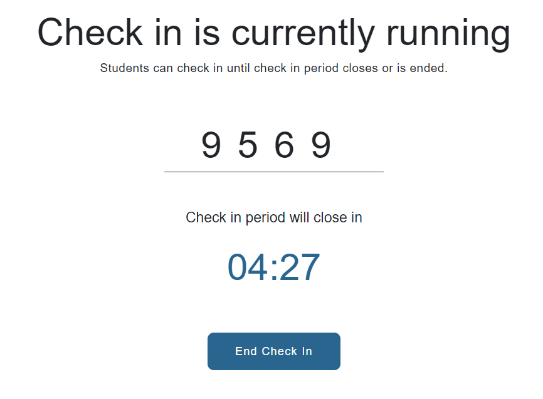 Check in is currently running
Students can check in until check in period closes or is ended.
9 5 6 9
Check in period will close in
04:27
End Check In